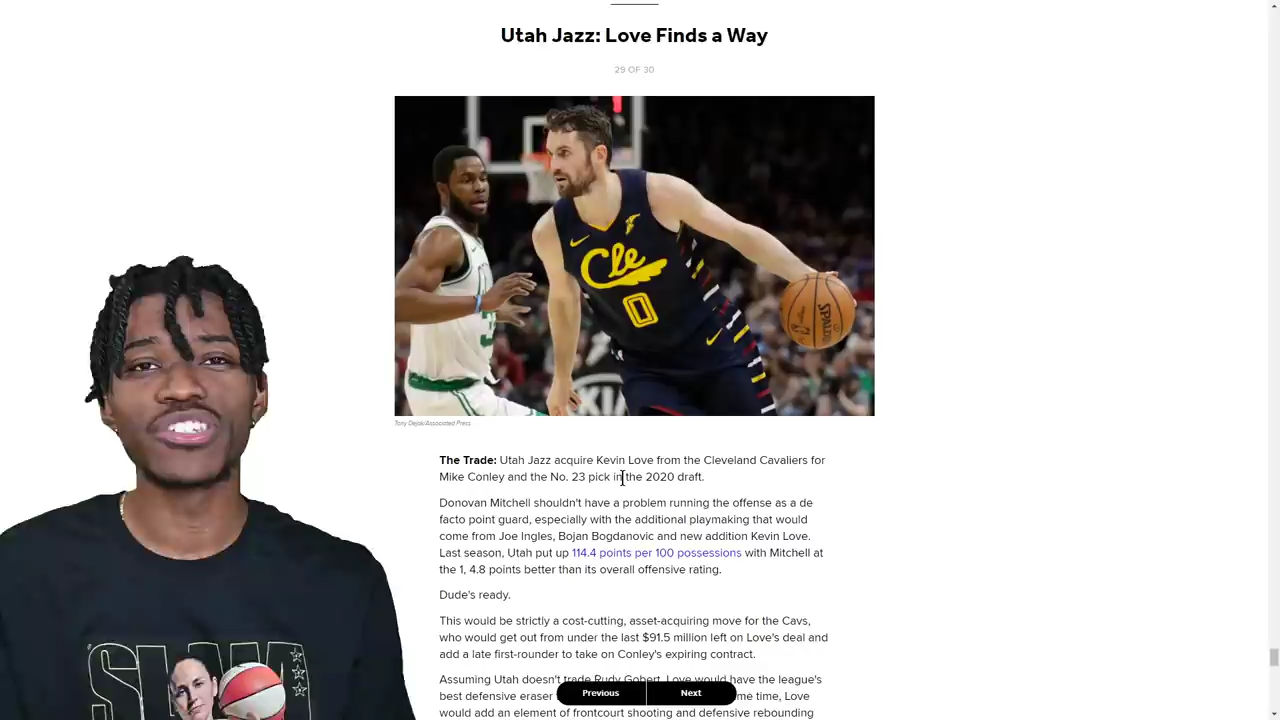 Utah Jazz: Love Finds a Way
29 OF 30
Cle
0
SPALDING
KIA
Tony Dejak/Associated Press
The Trade: Utah Jazz acquire Kevin Love from the Cleveland Cavaliers for
Mike Conley and the No. 23 pick in the 2020 draft.
Donovan Mitchell shouldn't have a problem running the offense as a de
facto point guard, especially with the additional playmaking that would
come from Joe Ingles, Bojan Bogdanovic and new addition Kevin Love.
Last season, Utah put up 114.4 points per 100 possessions with Mitchell at
the 1, 4.8 points better than its overall offensive rating.
Dude's ready.
This would be strictly a cost-cutting, asset-acquiring move for the Cavs,
who would get out from under the last $91.5 million left on Love's deal and
add a late first-rounder to take on Conley's expiring contract.
Assuming Utah doesn't trade Rudy Gobert, Love would have the league's
best defensive eraser me time, Love
Previous Next
would add an element of frontcourt shooting and defensive rebounding
SLAM